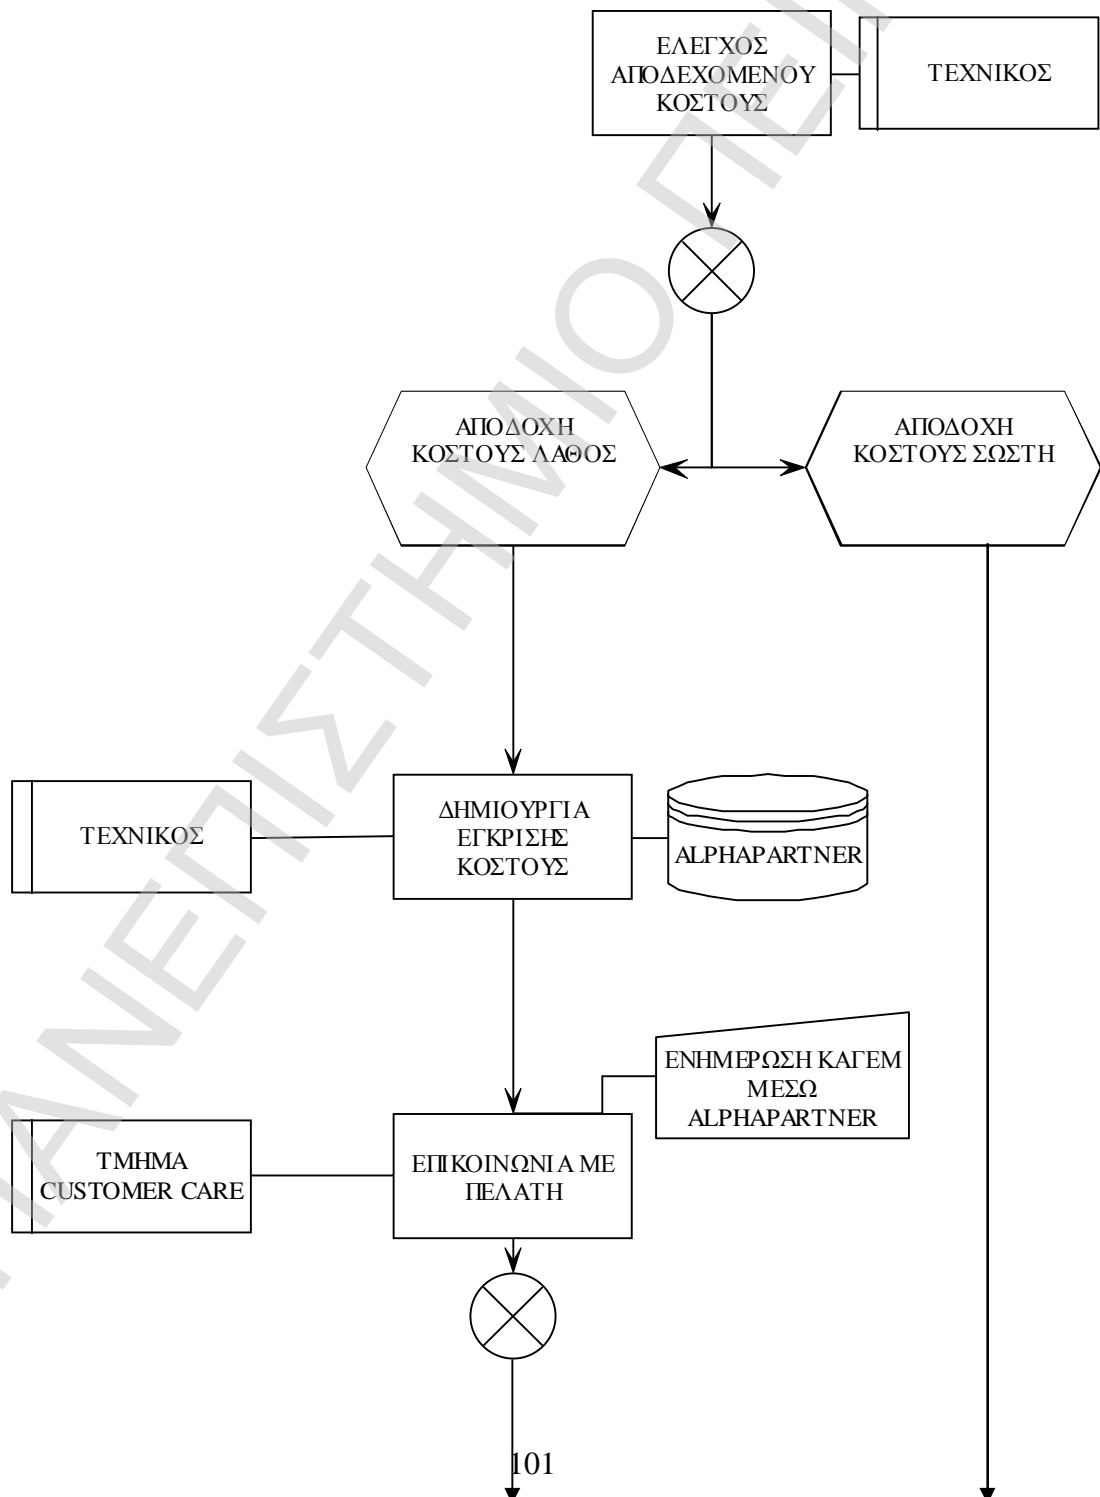 ΕΛΕΓΧΟΣ
ΑΠΟΔΕΧΟΜΕΝΟΥ
ΚΟΣΤΟΥΣ
ΤΕΧΝΙΚΟΣ
ΑΠΟΔΟΧΗ
ΚΟΣΤΟΥΣ ΛΑΘΟΣ
ΑΠΟΔΟΧΗ
ΚΟΣΤΟΥΣ ΣΩΣΤΗ
ΤΕΧΝΙΚΟΣ
ΔΗΜΙΟΥΡΓΙΑ
ΕΓΚΡΙΣΗΣ
ΚΟΣΤΟΥΣ
ALPHAPARTNER
ΕΝΗΜΕΡΩΣΗ ΚΑΓΕΜ
ΜΕΣΩ
ALPHAPARTNER
ΤΜΗΜΑ
CUSTOMER CARE
ΕΠΙΚΟΙΝΩΝΙΑ ΜΕ
ΠΕΛΑΤΗ
101
ΠΑΝΕΠΙΣΤΗΜΙΟ